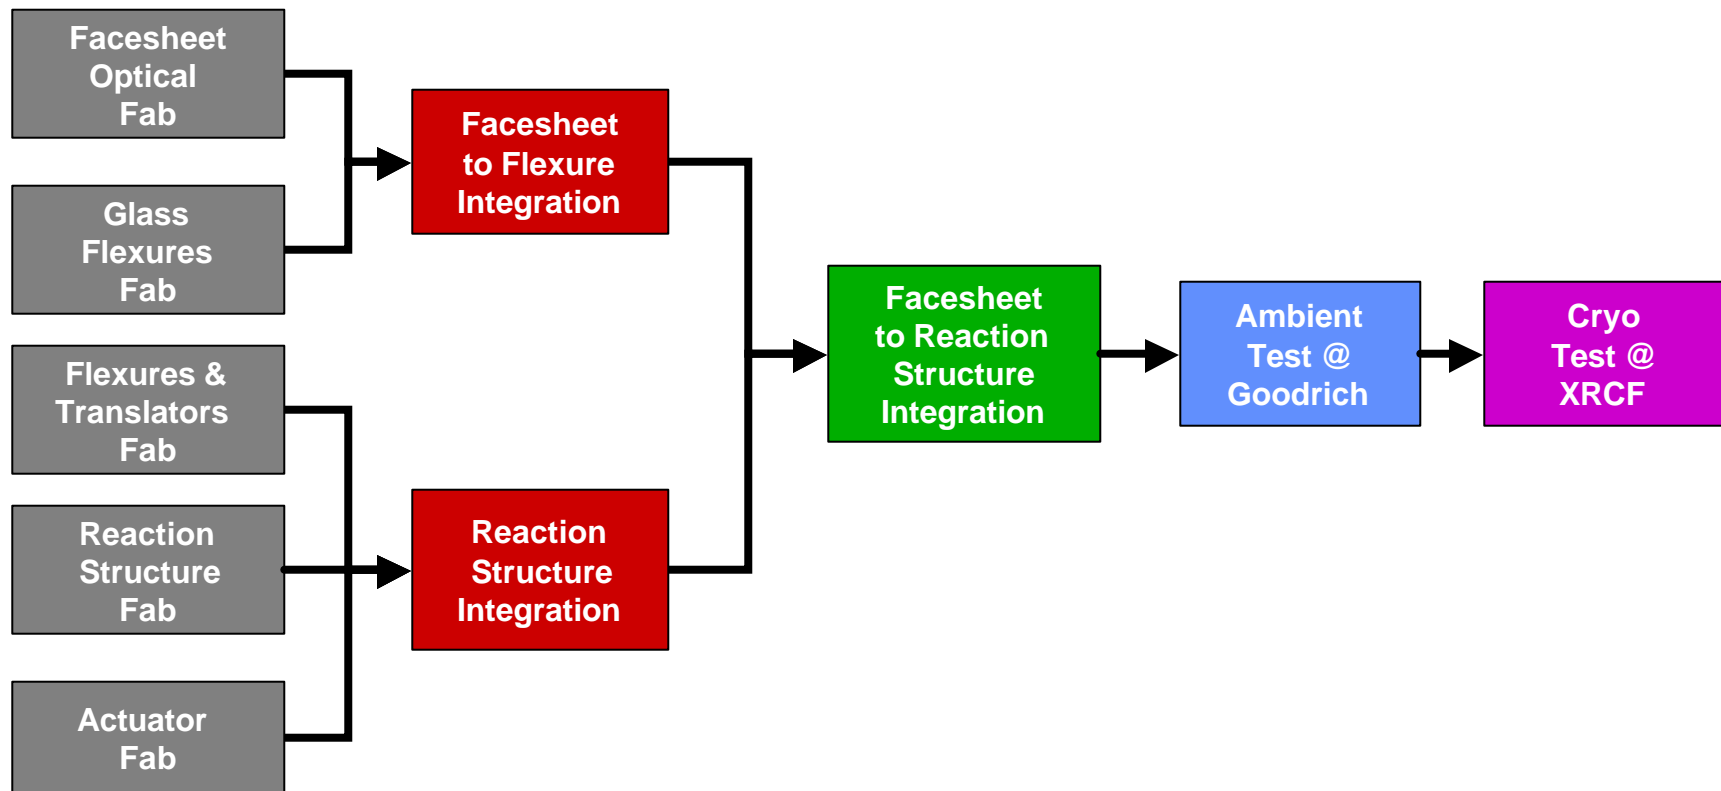 Facesheet
Optical
Fab
Glass
Flexures
Fab
Flexures &
Translators
Fab
Reaction
Structure
Fab
Actuator
Fab
Facesheet
to Flexure
Integration
Reaction
Structure
Integration
Facesheet
to Reaction
Structure
Integration
Ambient
Test @
Goodrich
Cryo
Test @
XRCF